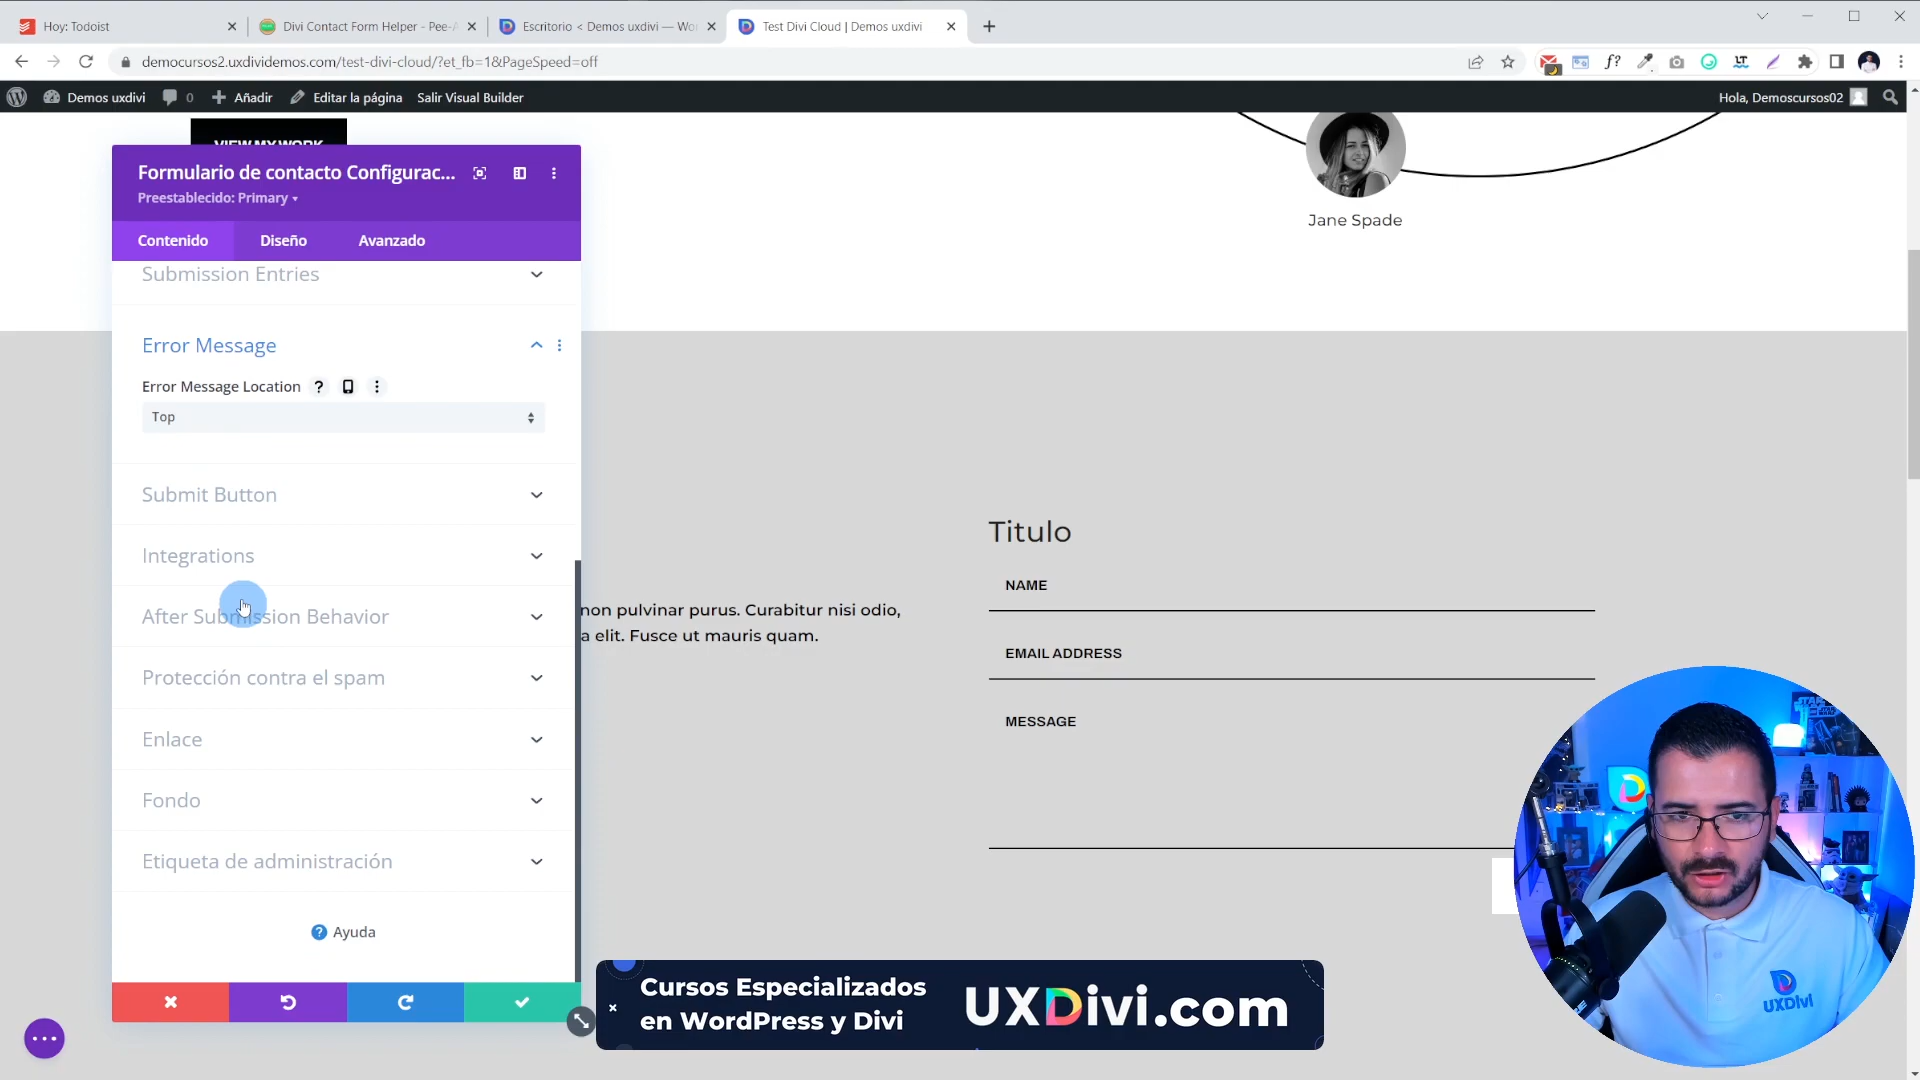 Hoy: Todoist
Divi Contact Form Helper - Pee-A
Escritorio < Demos uxdivi — Wo
Test Divi Cloud | Demos uxdivi
democursos2.uxdividemos.com/test-divi-cloud/?et_fb=1&PageSpeed=off
Demos uxdivi
0
Añadir
Editar la página
Salir Visual Builder
Hola, Demoscursos02
VIEW MY WORK
Formulario de contacto Configurac...
Preestablecido: Primary
Contenido
Diseño
Avanzado
Submission Entries
Error Message
Error Message Location
Top
Submit Button
Integrations
After Submission Behavior
Protección contra el spam
Enlace
Fondo
Etiqueta de administración
Ayuda
Jane Spade
non pulvinar purus. Curabitur nisi odio,
a elit. Fusce ut mauris quam.
Titulo
NAME
EMAIL ADDRESS
MESSAGE
Cursos Especializados
en WordPress y Divi
UXDivi.com
UXDivi